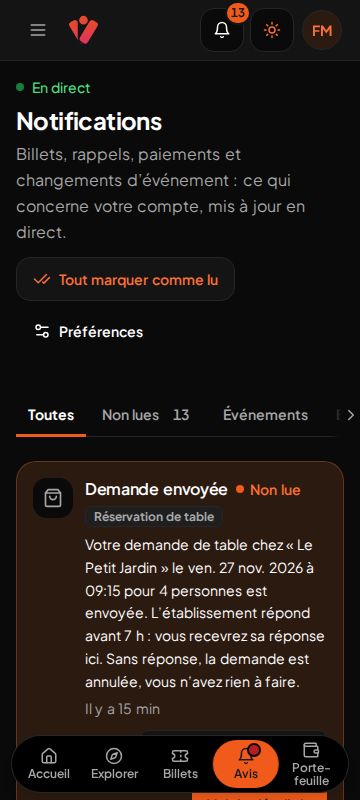 13
FM
En direct
Notifications
Billets, rappels, paiements et
changements d’événement : ce qui
concerne votre compte, mis à jour en
direct.
Tout marquer comme lu
Préférences
Toutes Non lues 13 Événements
Demande envoyée Non lue
Réservation de table
Votre demande de table chez « Le
Petit Jardin » le ven. 27 nov. 2026 à
09:15 pour 4 personnes est
envoyée. L’établissement répond
avant 7 h : vous recevrez sa réponse
ici. Sans réponse, la demande est
annulée, vous n’avez rien à faire.
Il y a 15 min
Accueil Explorer Billets Avis Porte-
feuille